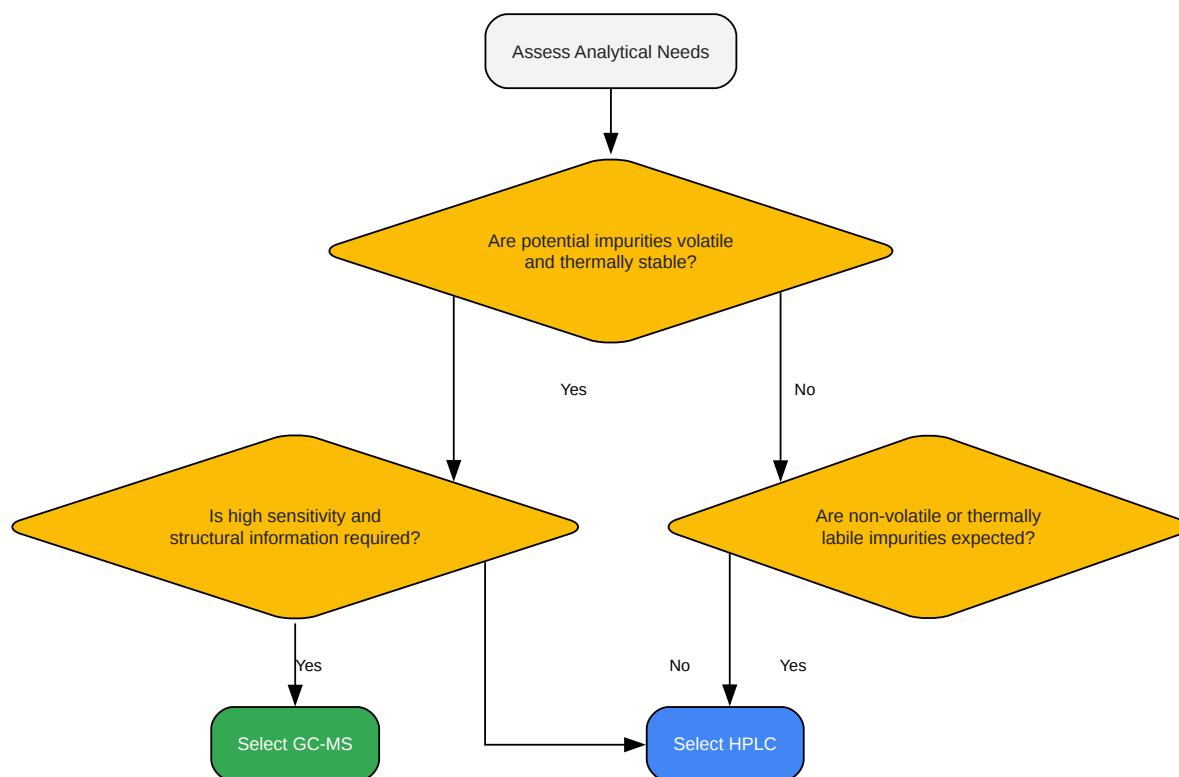 Assess Analytical Needs
Are potential impurities volatile
and thermally stable?
Yes
No
Is high sensitivity and
structural information required?
Are non-volatile or thermally
labile impurities expected?
Yes
No
Yes
Select GC-MS
Select HPLC